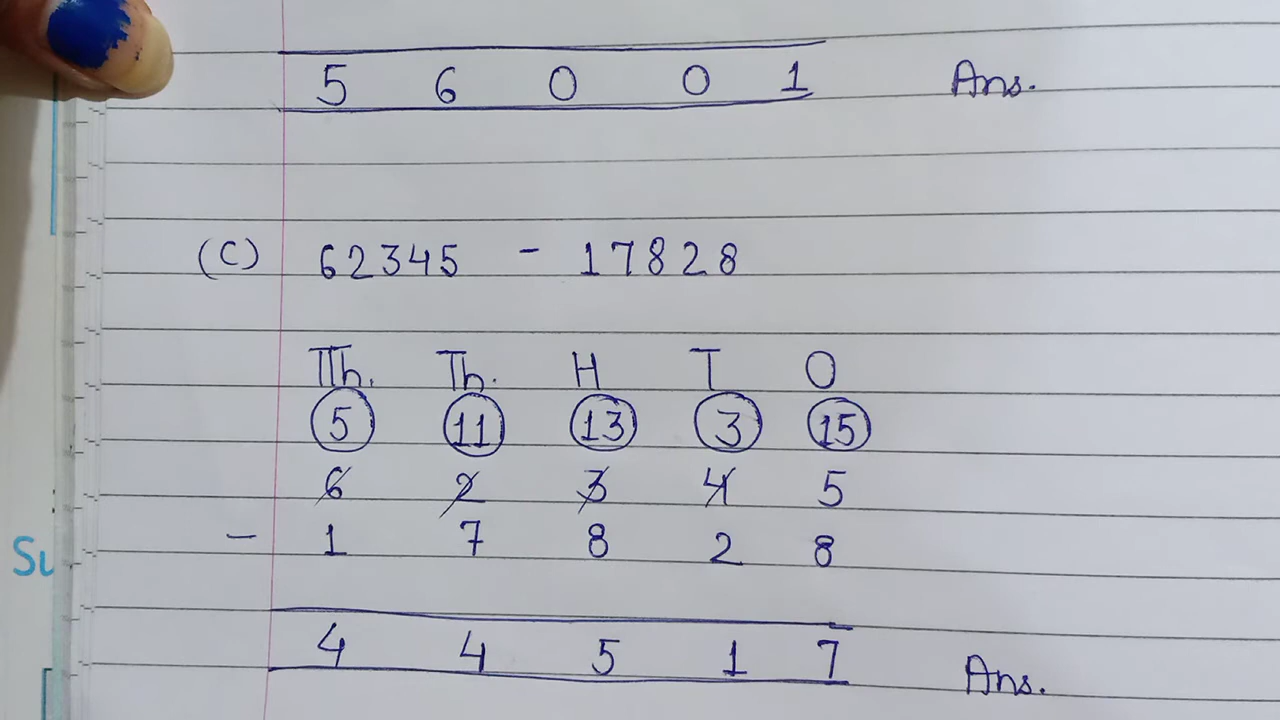 5 6 0 0 1 Ans.
(C) 62345 - 17828
TTh. Th. H T O
5 11 13 3 15
6 2 3 4 5
- 1 7 8 2 8
4 4 5 1 7 Ans.